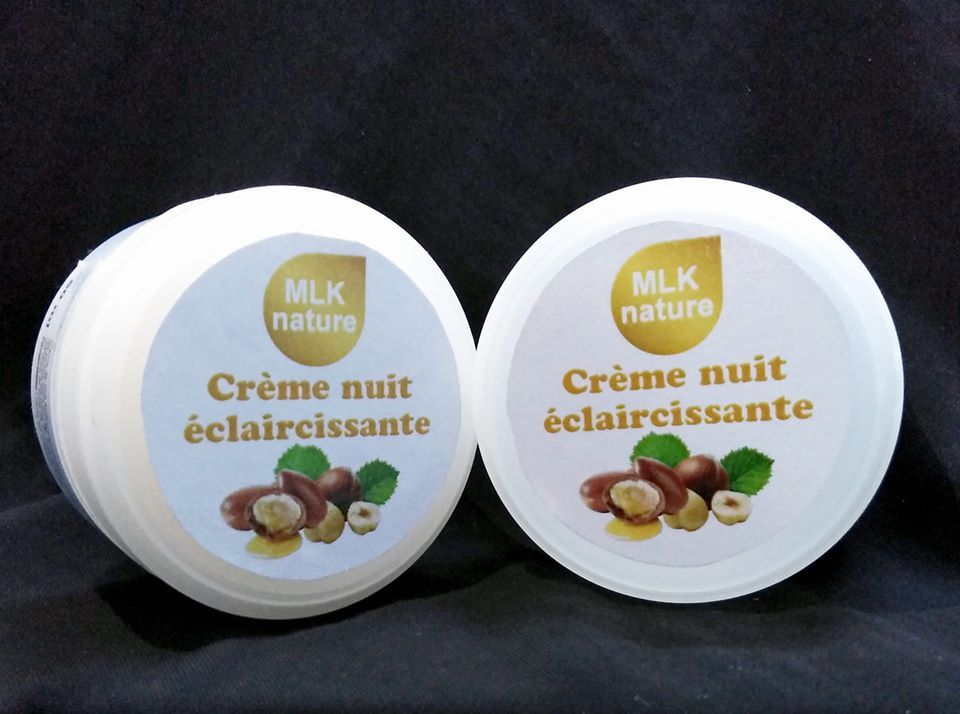 MLK
nature
Crème nuit
éclaircissante
MLK
nature
Crème nuit
éclaircissante